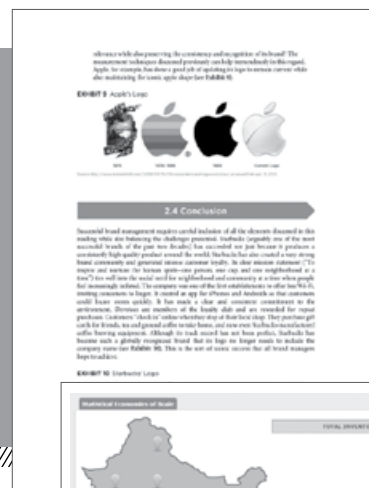 relevance while also preserving the consistency and recognition of its brand? The
measurement techniques discussed previously can help tremendously in this regard.
Apple, for example, has done a good job of updating its logo to remain current while
also maintaining the iconic apple shape (see Exhibit 9).
EXHIBIT 9 Apple's Logo
1976
1976-1998
1998
Current Logo
2.4 Conclusion
Successful brand management requires careful inclusion of all the elements discussed in this
reading while also balancing the challenges presented. Starbucks (arguably one of the most
successful brands of the past two decades) has succeeded not just because it produces a
consistently high quality product around the world. Starbucks has also created a very strong
brand community and generated intense customer loyalty. Its clear mission statement ("To
inspire and nurture the human spirit—one person, one cup and one neighborhood at a
time") ties well into the social need for neighborhood and community at a time when people
feel increasingly isolated. The company was one of the first establishments to offer free Wi-Fi,
inviting customers to linger. It created an app for iPhones and Androids so that customers
could locate stores quickly. It has made a clear and consistent commitment to the
environment. Devotees are members of the loyalty club and are rewarded for repeat
purchases. Customers "check in" online when they stop at their local shop. They purchase gift
cards for friends, tea and ground coffee to take home, and now even Starbucks-manufactured
coffee brewing equipment. Although its track record has not been perfect, Starbucks has
become such a globally recognized brand that its logo no longer needs to include the
company name (see Exhibit 10). This is the sort of iconic success that all brand managers
hope to achieve.
EXHIBIT 10 Starbucks' Logo
Statistical Economies of Scale